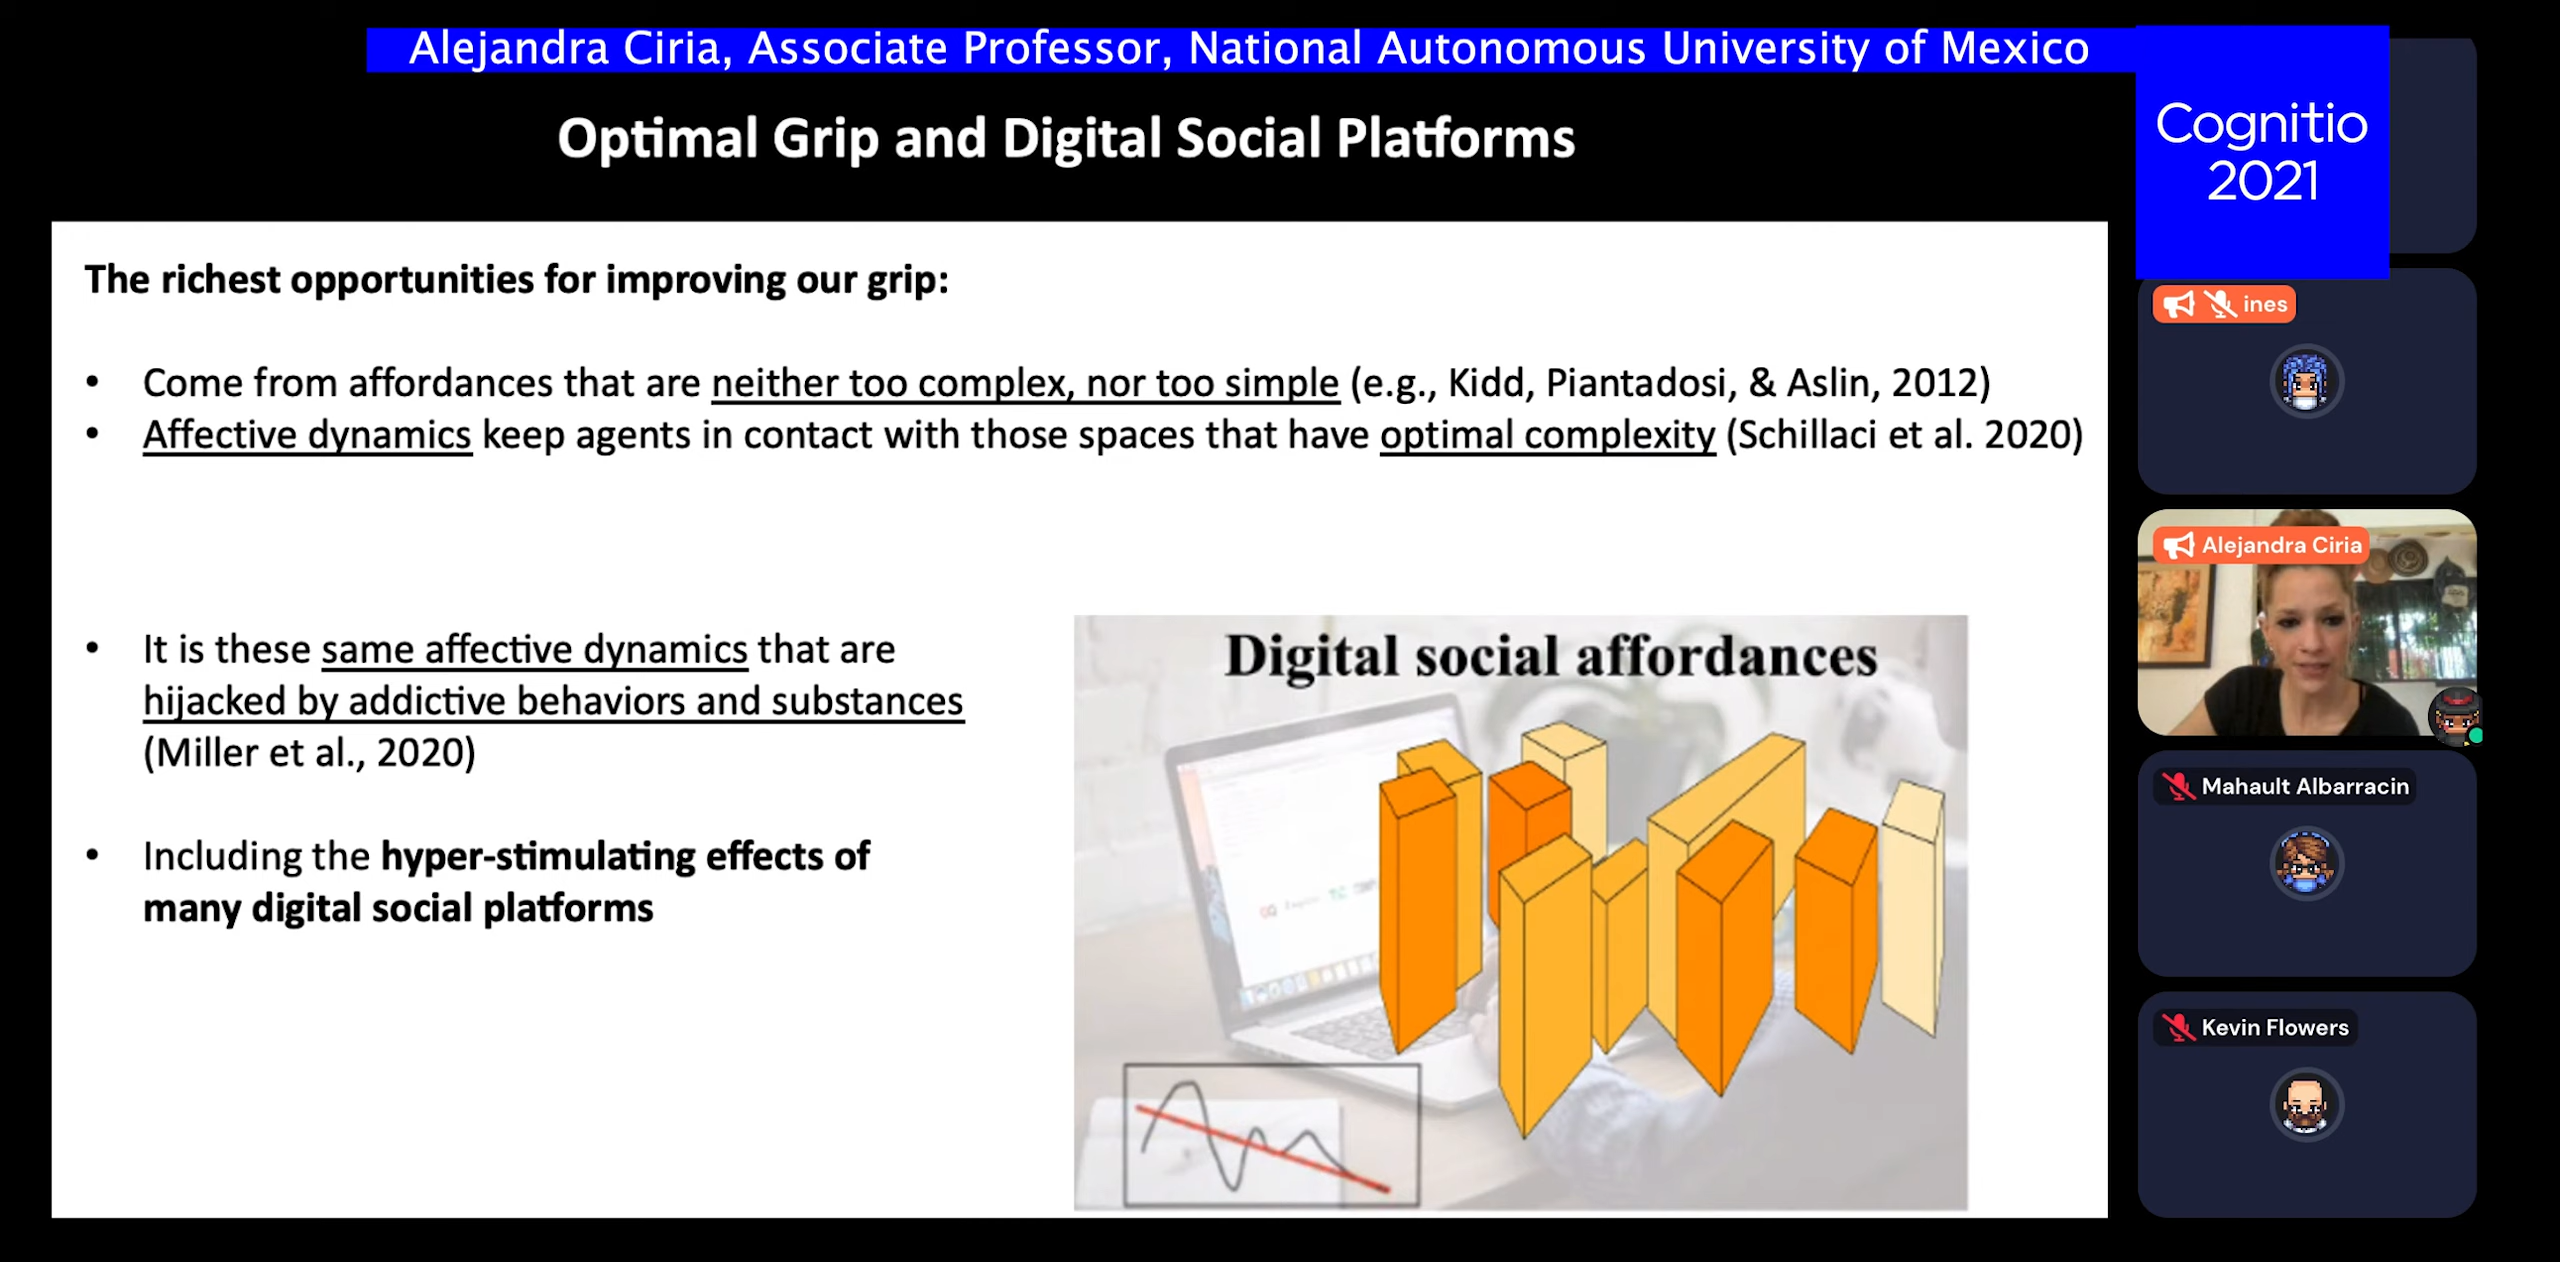 Alejandra Ciria, Associate Professor, National Autonomous University of Mexico
Cognitio
2021
Optimal Grip and Digital Social Platforms
The richest opportunities for improving our grip:
• Come from affordances that are neither too complex, nor too simple (e.g., Kidd, Piantadosi, & Aslin, 2012)
• Affective dynamics keep agents in contact with those spaces that have optimal complexity (Schillaci et al. 2020)
• It is these same affective dynamics that are
hijacked by addictive behaviors and substances
(Miller et al., 2020)
• Including the hyper-stimulating effects of
many digital social platforms
Digital social affordances
ines
Alejandra Ciria
Mahault Albarracin
Kevin Flowers